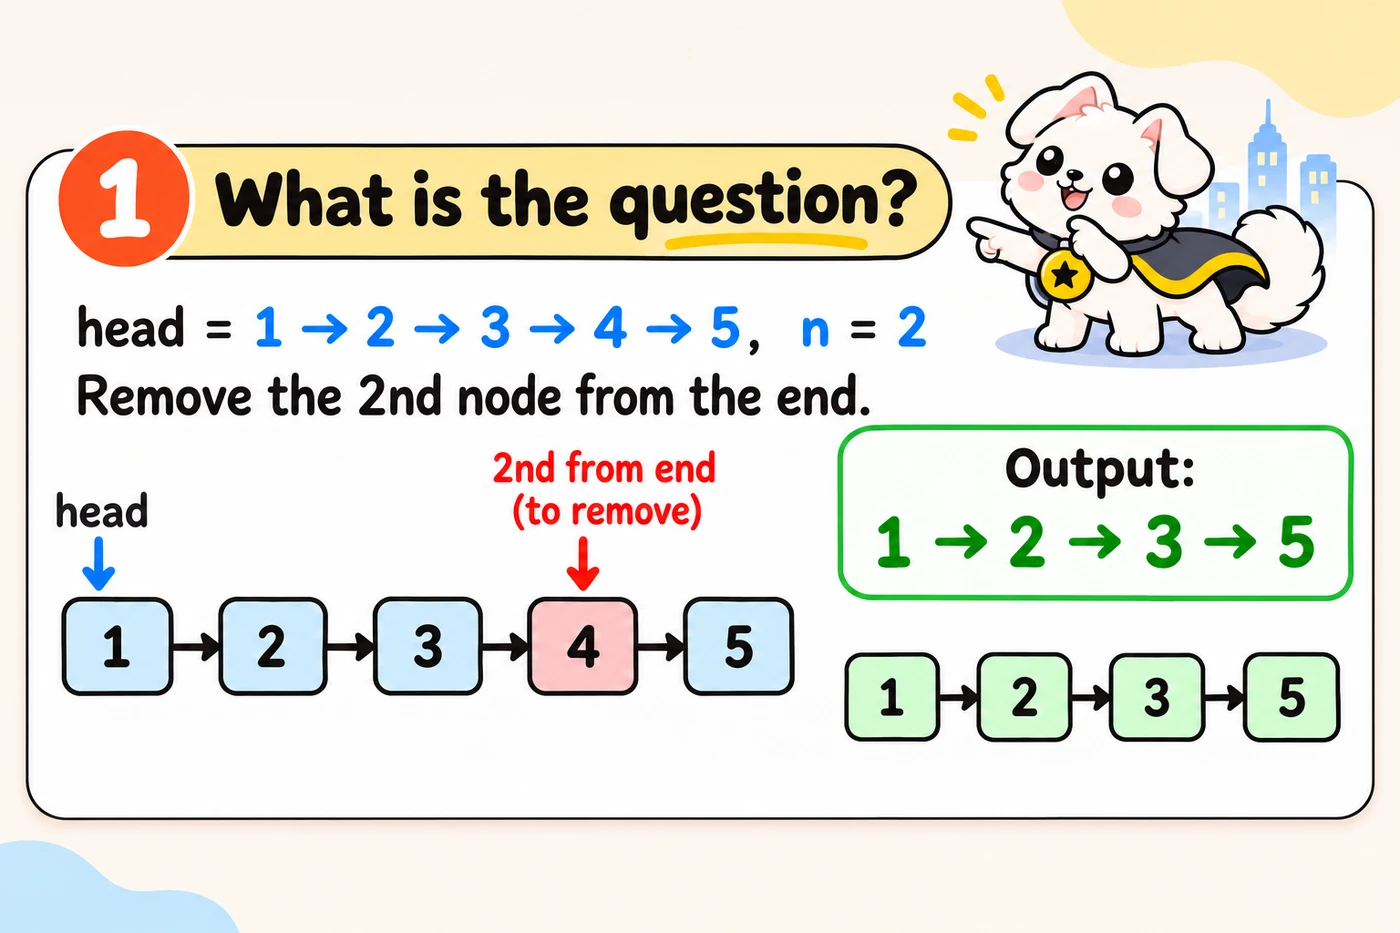 1
What is the question?
head = 1 → 2 → 3 → 4 → 5, n = 2
Remove the 2nd node from the end.
head
2nd from end
(to remove)
1 → 2 → 3 → 4 → 5
Output:
1 → 2 → 3 → 5
1 → 2 → 3 → 5